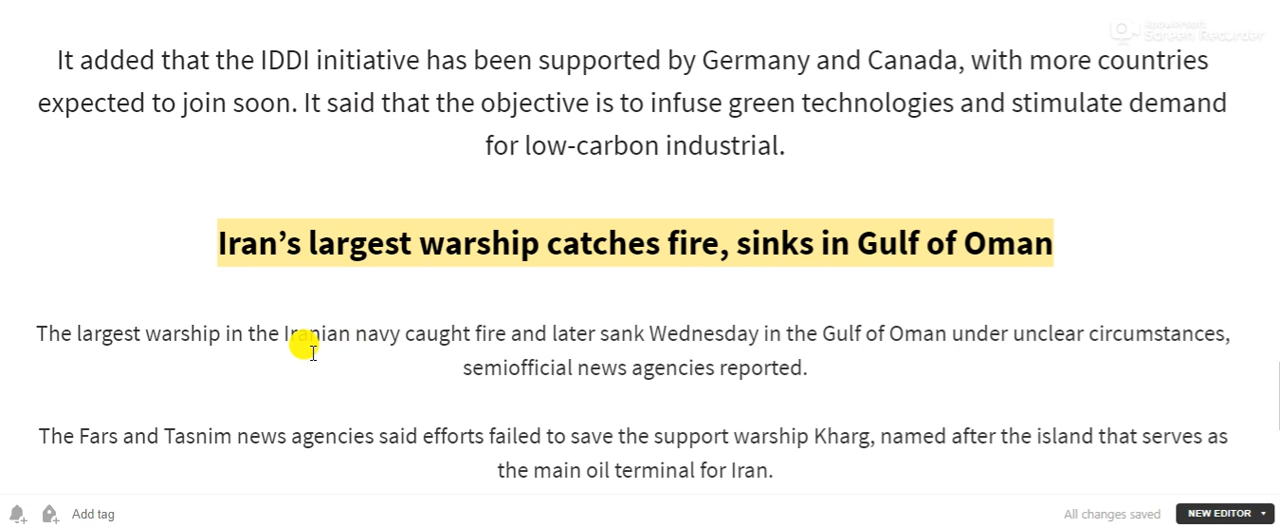 Apowersoft
Screen Recorder
It added that the IDDI initiative has been supported by Germany and Canada, with more countries
expected to join soon. It said that the objective is to infuse green technologies and stimulate demand
for low-carbon industrial.
Iran’s largest warship catches fire, sinks in Gulf of Oman
The largest warship in the Iranian navy caught fire and later sank Wednesday in the Gulf of Oman under unclear circumstances,
semiofficial news agencies reported.
The Fars and Tasnim news agencies said efforts failed to save the support warship Kharg, named after the island that serves as
the main oil terminal for Iran.
Add tag
All changes saved
NEW EDITOR